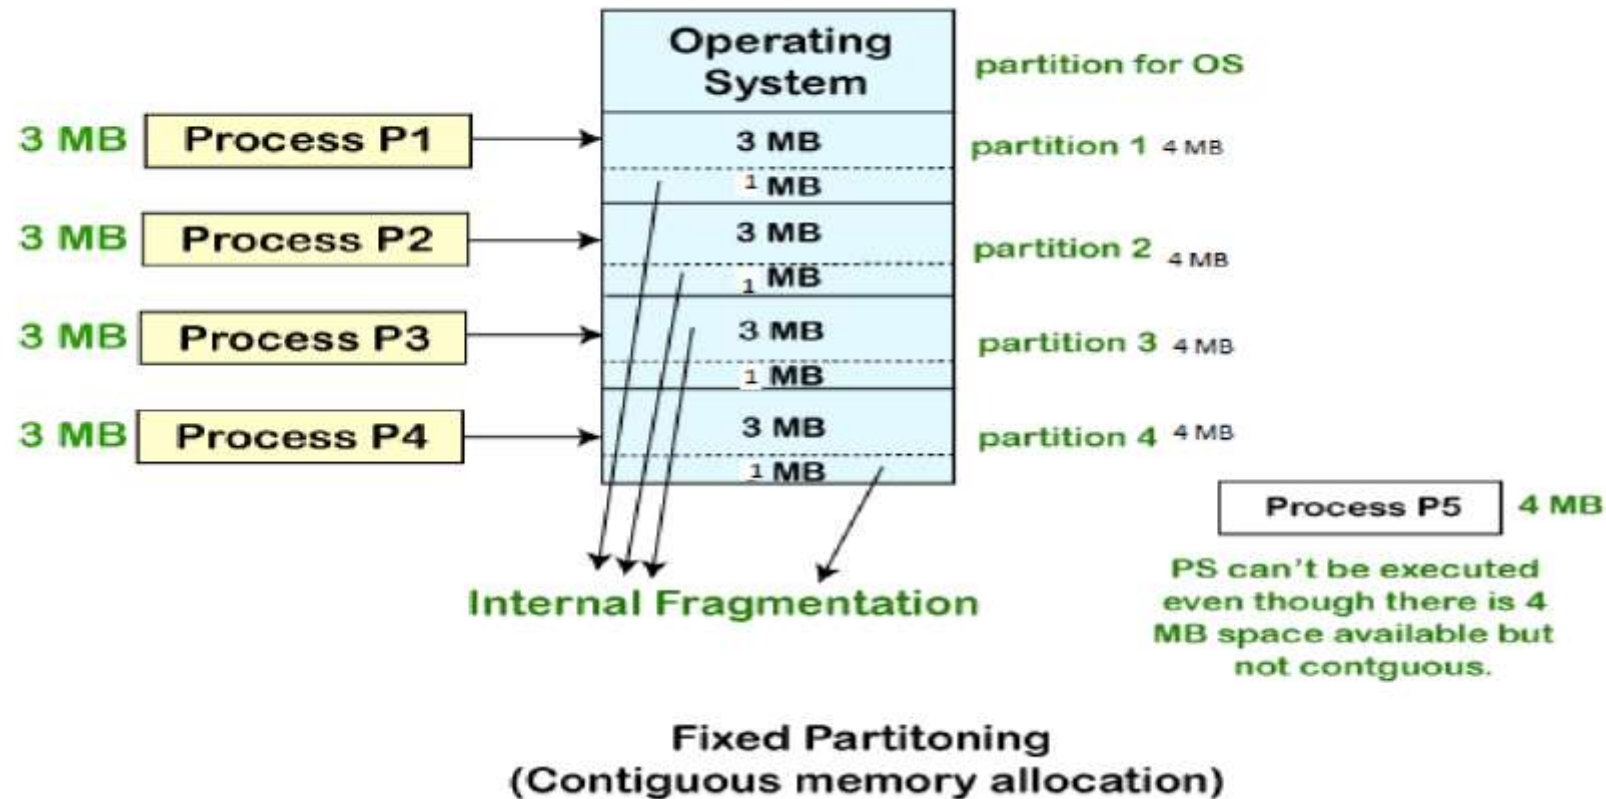 Operating
System
partition for OS
3 MB Process P1 3 MB partition 1 4 MB
1 MB
3 MB Process P2 3 MB partition 2 4 MB
1 MB
3 MB Process P3 3 MB partition 3 4 MB
1 MB
3 MB Process P4 3 MB partition 4 4 MB
1 MB
Process P5 4 MB
Internal Fragmentation
PS can't be executed
even though there is 4
MB space available but
not contguous.
Fixed Partitoning
(Contiguous memory allocation)